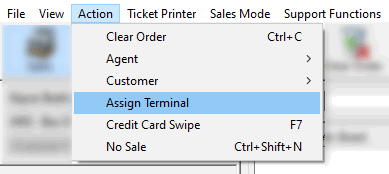 File View Action Ticket Printer Sales Mode Support Functions
Clear Order Ctrl+C
Agent >
Customer >
Assign Terminal
Credit Card Swipe F7
No Sale Ctrl+Shift+N